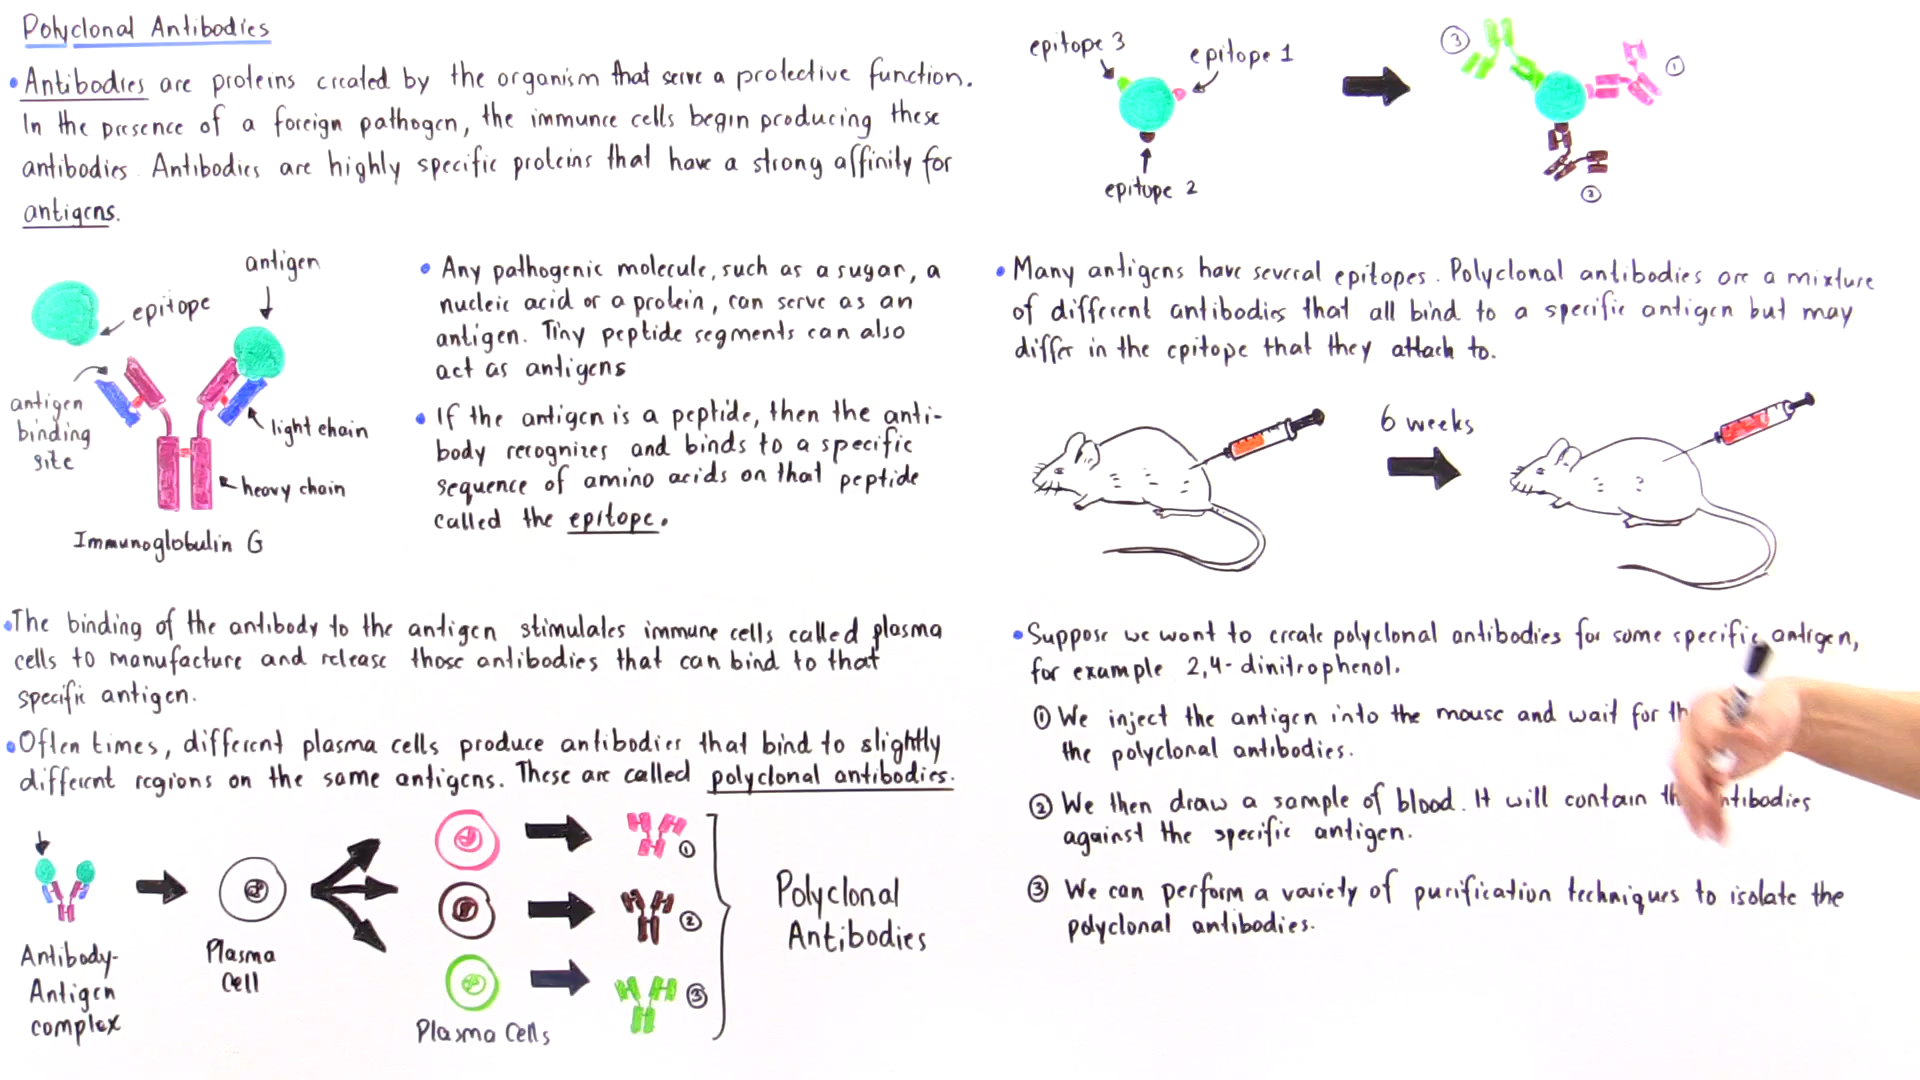 Polyclonal Antibodies
• Antibodies are proteins created by the organism that serve a protective function.
In the presence of a foreign pathogen, the immune cells begin producing these
antibodies. Antibodies are highly specific proteins that have a strong affinity for
antigens.
antigen
epitope
antigen
binding
site
light chain
heavy chain
Immunoglobulin G
• Any pathogenic molecule, such as a sugar, a
nucleic acid or a protein, can serve as an
antigen. Tiny peptide segments can also
act as antigens
• If the antigen is a peptide, then the anti-
body recognizes and binds to a specific
sequence of amino acids on that peptide
called the epitope.
• The binding of the antibody to the antigen stimulates immune cells called plasma
cells to manufacture and release those antibodies that can bind to that
specific antigen.
• Often times, different plasma cells produce antibodies that bind to slightly
different regions on the same antigens. These are called polyclonal antibodies.
Antibody-
Antigen
complex
Plasma
Cell
①
②
③
Plasma Cells
Polyclonal
Antibodies
epitope 3
epitope 1
epitope 2
③
①
②
• Many antigens have several epitopes. Polyclonal antibodies are a mixture
of different antibodies that all bind to a specific antigen but may
differ in the epitope that they attach to.
6 weeks
• Suppose we want to create polyclonal antibodies for some specific antigen,
for example 2,4-dinitrophenol.
① We inject the antigen into the mouse and wait for
the polyclonal antibodies.
② We then draw a sample of blood. It will contain antibodies
against the specific antigen.
③ We can perform a variety of purification techniques to isolate the
polyclonal antibodies.